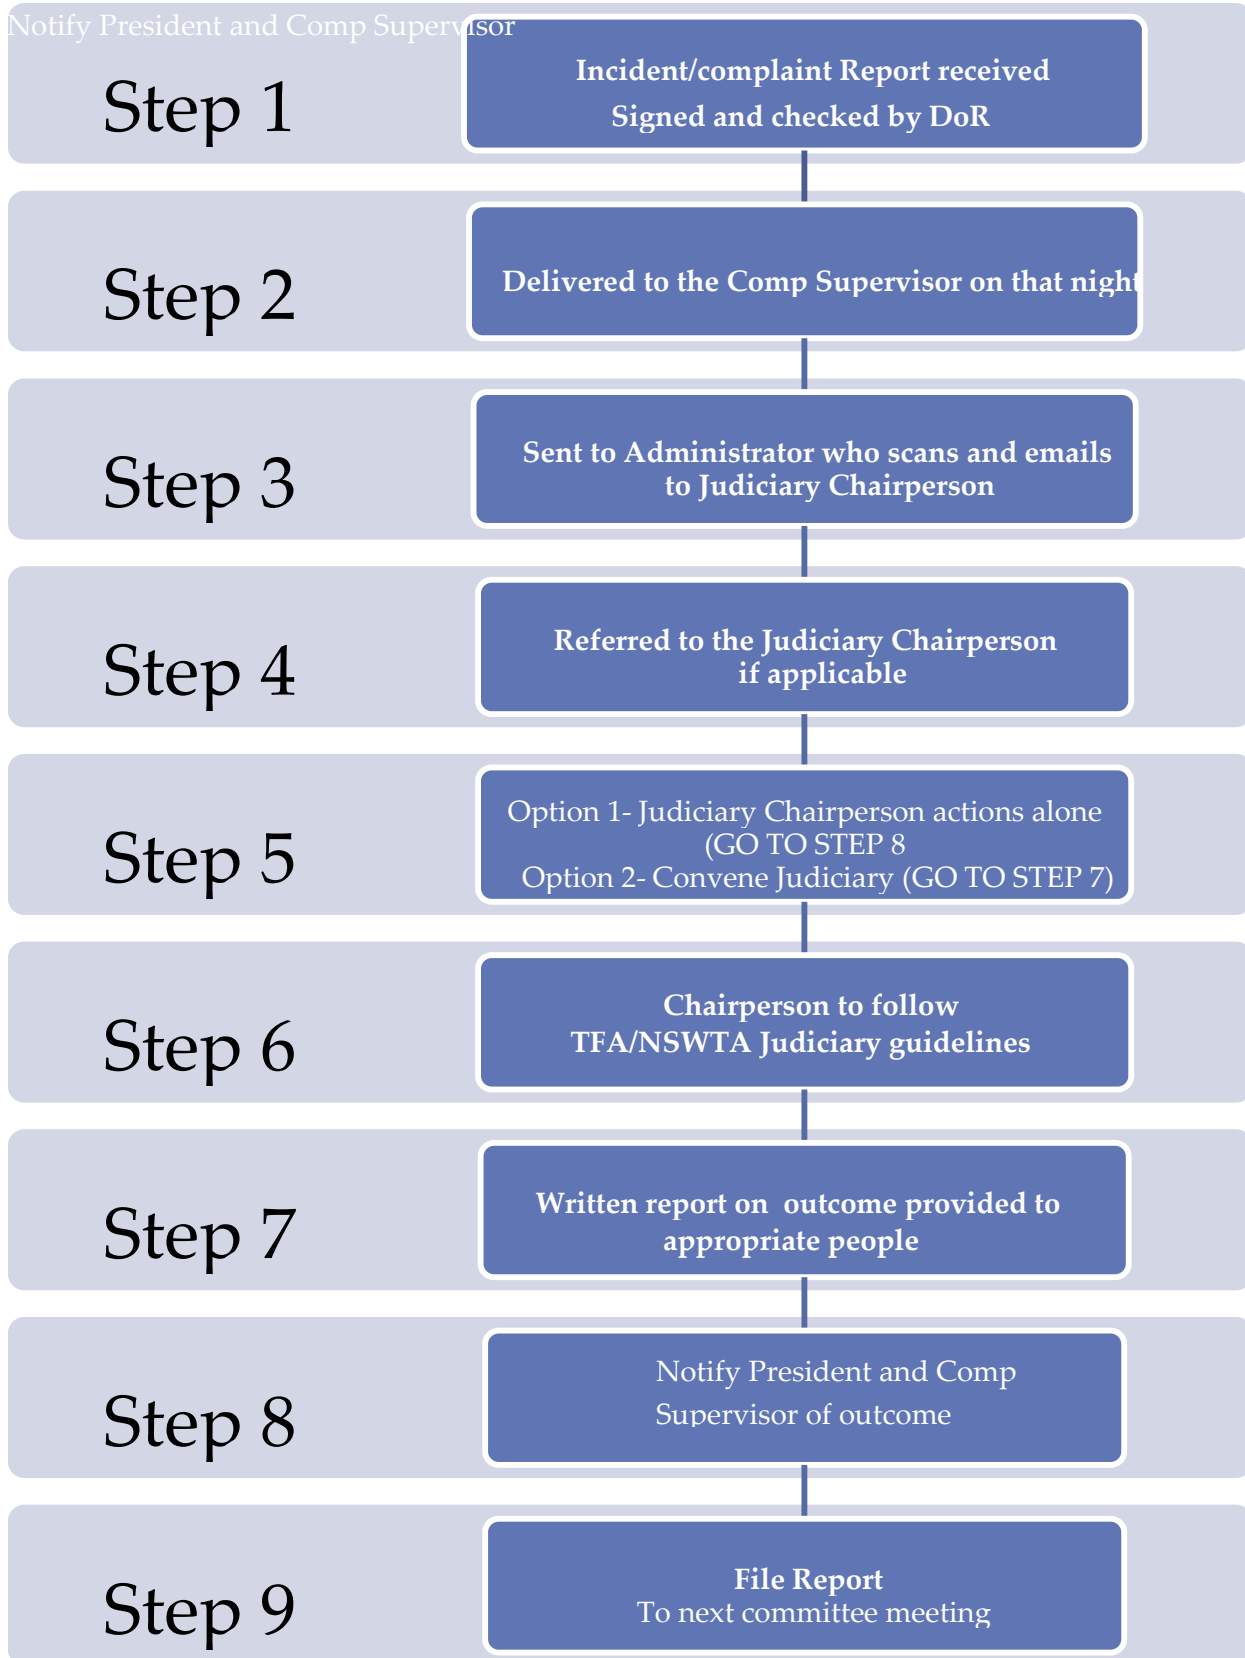 Notify President and Comp Supervisor
Step 1
Incident/complaint Report received
Signed and checked by DoR
Step 2
Delivered to the Comp Supervisor on that night
Step 3
Sent to Administrator who scans and emails
to Judiciary Chairperson
Step 4
Referred to the Judiciary Chairperson
if applicable
Step 5
Option 1- Judiciary Chairperson actions alone
(GO TO STEP 8
Option 2- Convene Judiciary (GO TO STEP 7)
Step 6
Chairperson to follow
TFA/NSWTA Judiciary guidelines
Step 7
Written report on  outcome provided to
appropriate people
Step 8
Notify President and Comp
Supervisor of outcome
Step 9
File Report
To next committee meeting